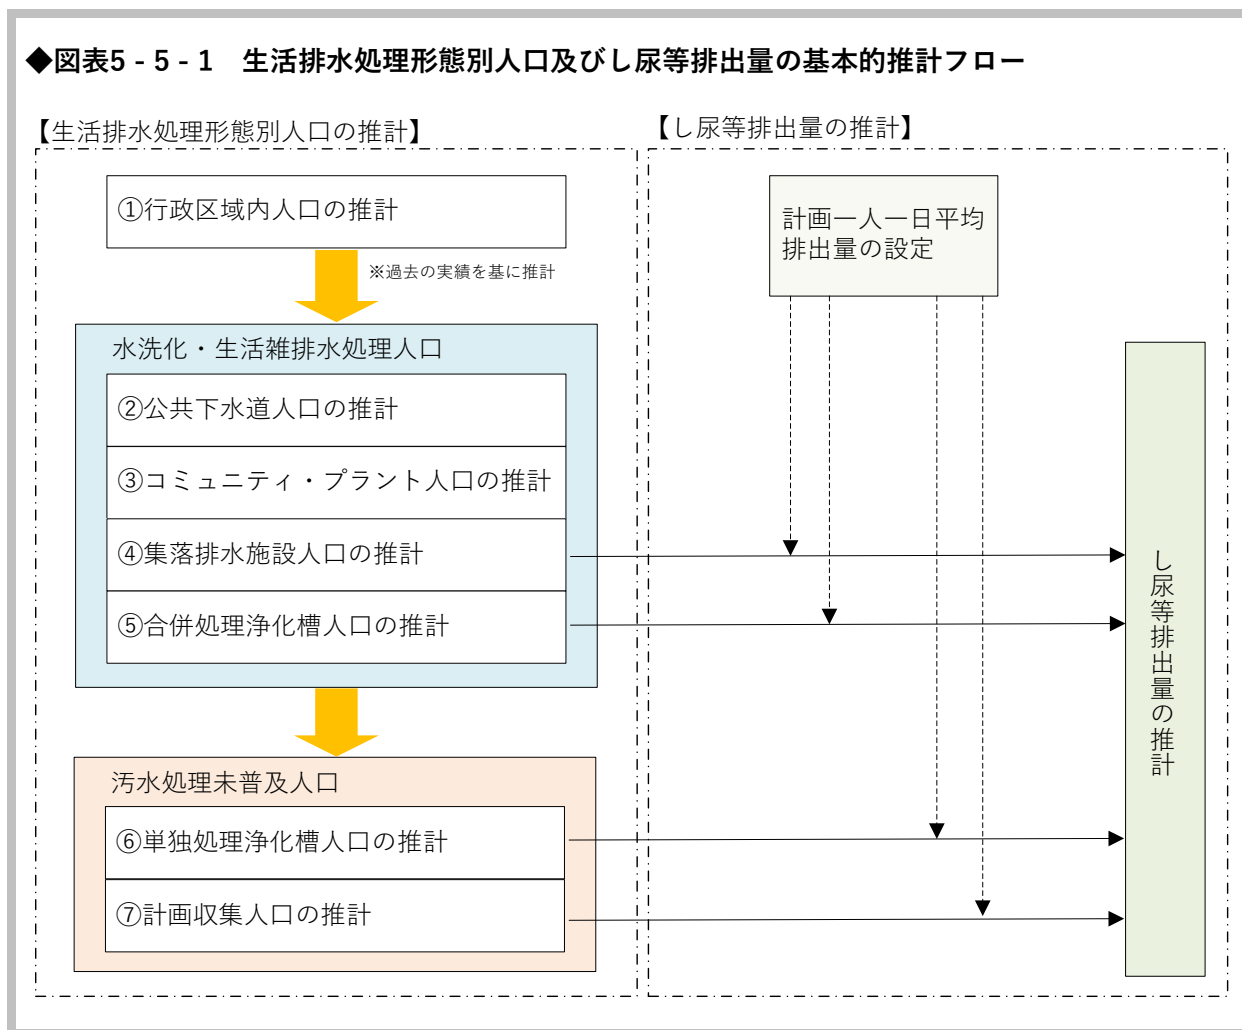 ◆図表5 - 5 - 1　生活排水処理形態別人口及びし尿等排出量の基本的推計フロー
【生活排水処理形態別人口の推計】
①行政区域内人口の推計
※過去の実績を基に推計
水洗化・生活雑排水処理人口
②公共下水道人口の推計
③コミュニティ・プラント人口の推計
④集落排水施設人口の推計
⑤合併処理浄化槽人口の推計
汚水処理未普及人口
⑥単独処理浄化槽人口の推計
⑦計画収集人口の推計
【し尿等排出量の推計】
計画一人一日平均
排出量の設定
し尿等排出量の推計